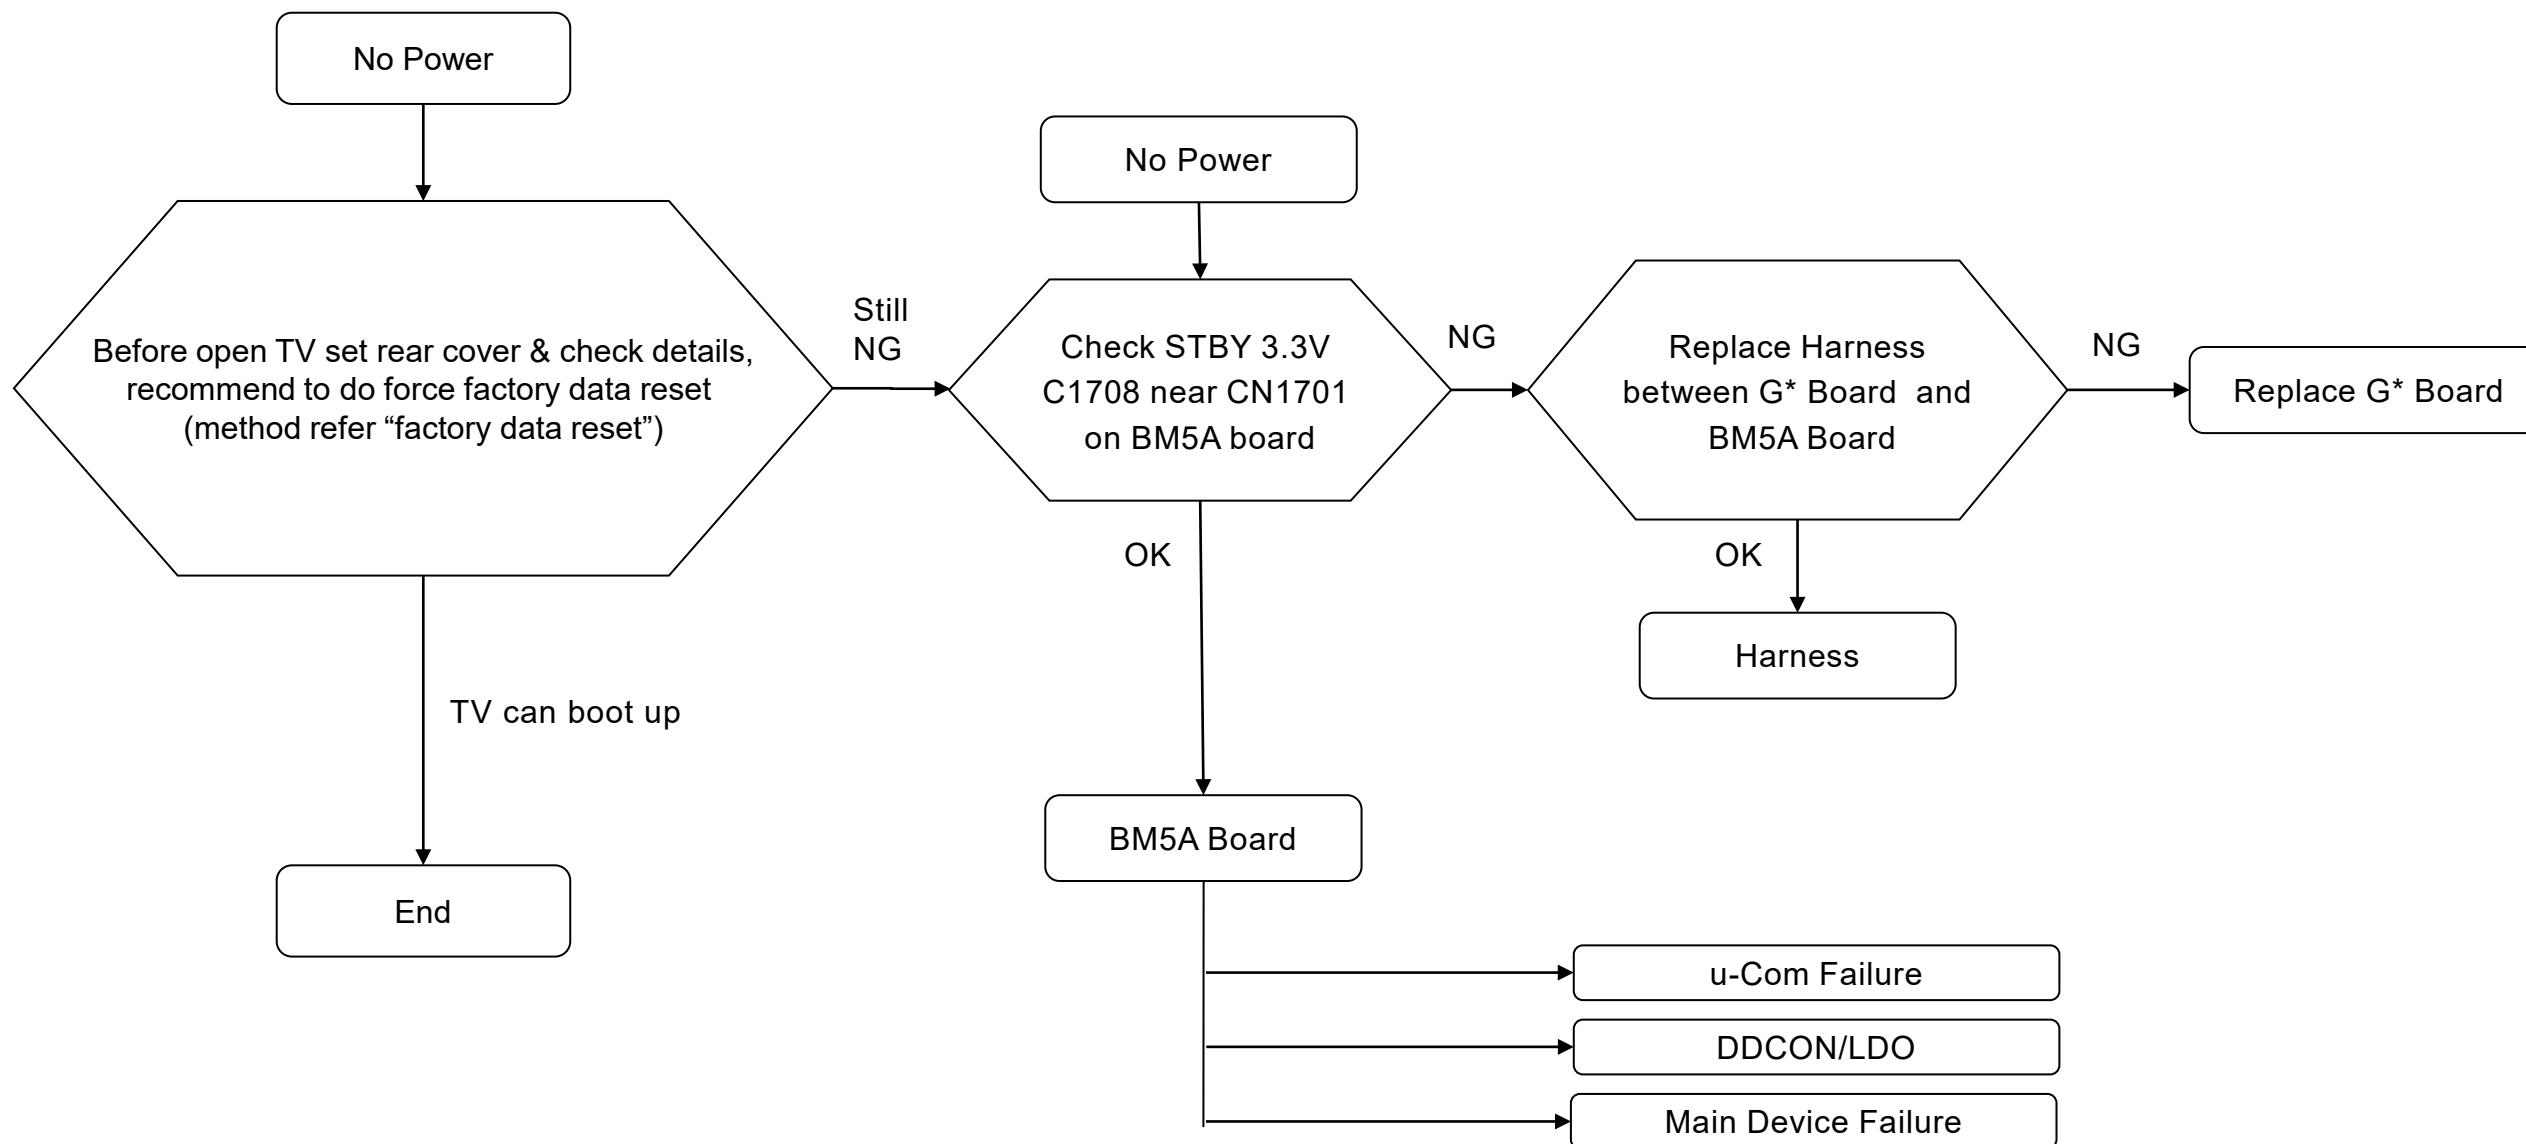 No Power
Before open TV set rear cover & check details,
recommend to do force factory data reset
(method refer “factory data reset”)
TV can boot up
End
Still
NG
No Power
Check STBY 3.3V
C1708 near CN1701
on BM5A board
NG
OK
Replace Harness
between G* Board and
BM5A Board
NG
Replace G* Board
OK
Harness
BM5A Board
u-Com Failure
DDCON/LDO
Main Device Failure